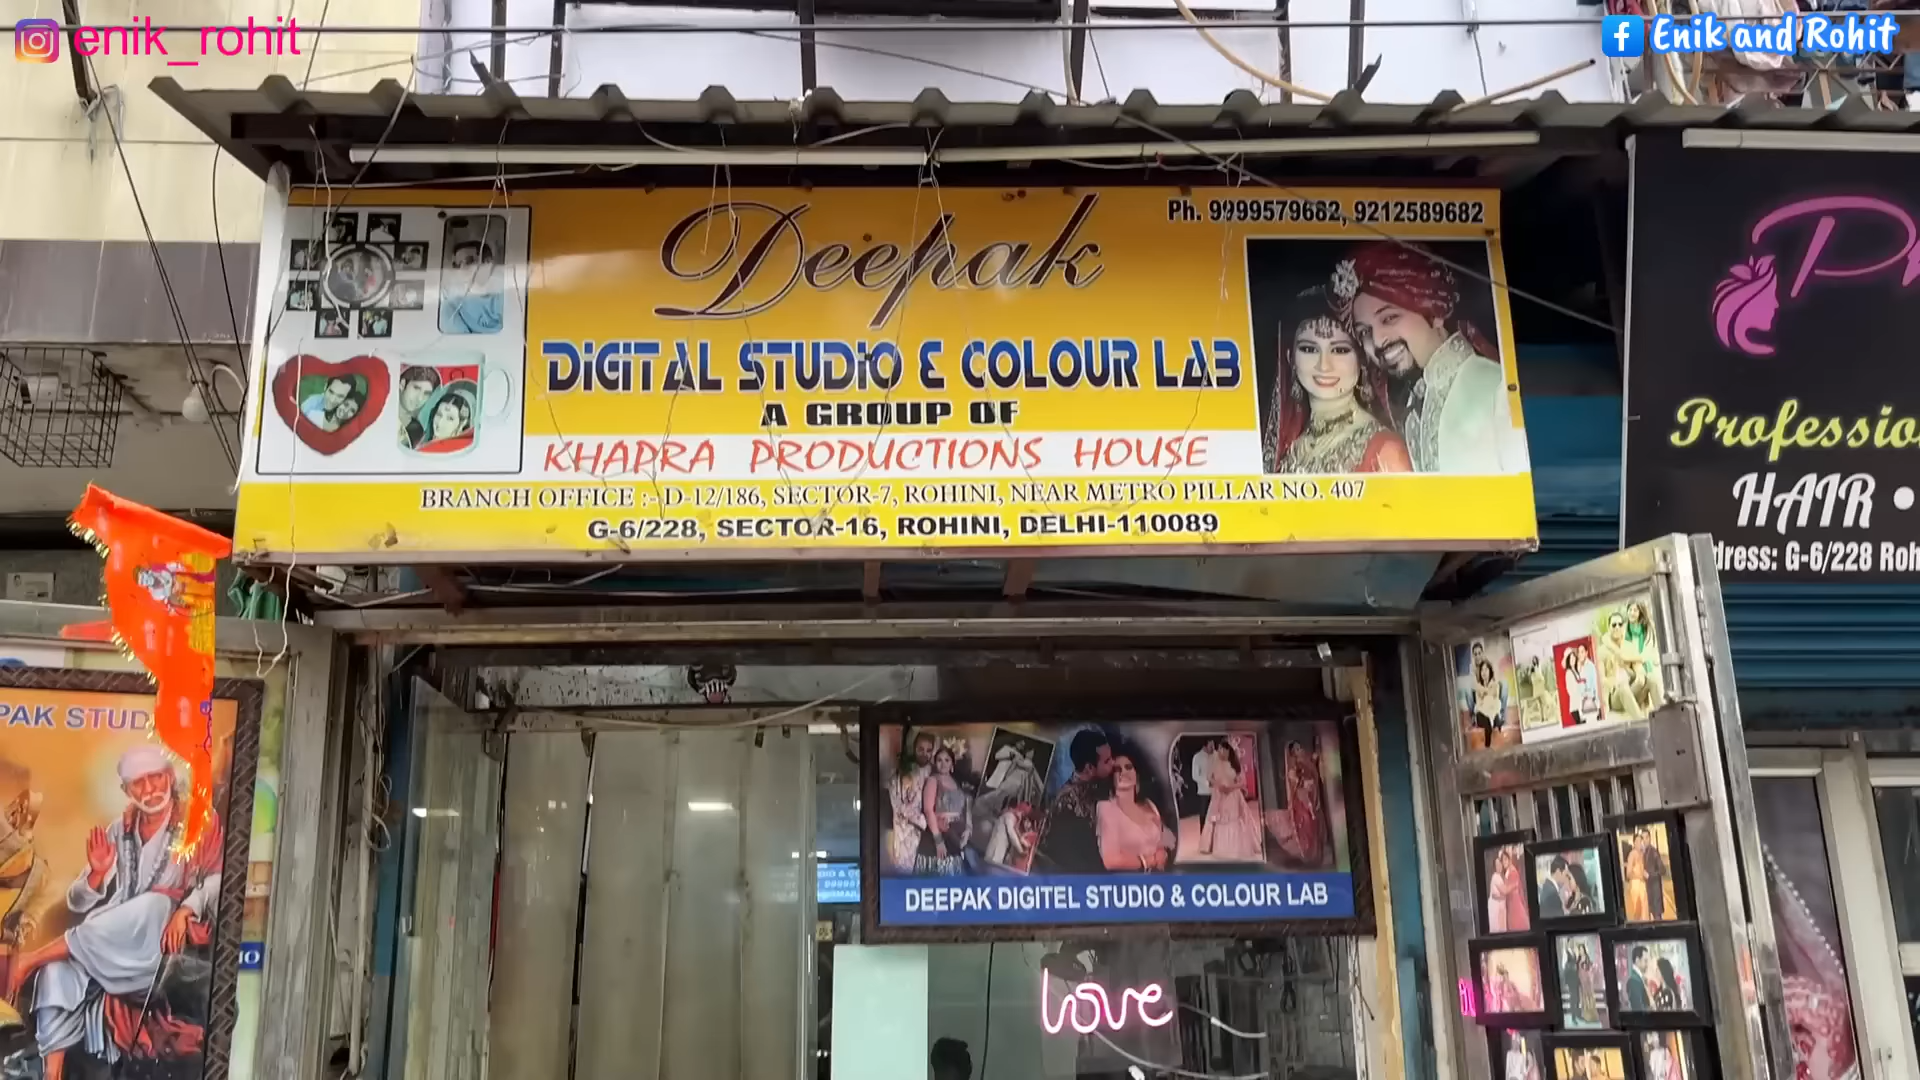 enik_rohit
Enik and Rohit
Ph. 9999579682, 9212589682
Deepak
DIGITAL STUDIO & COLOUR LAB
A GROUP OF
KHAPRA PRODUCTIONS HOUSE
BRANCH OFFICE :- D-12/186, SECTOR-7, ROHINI, NEAR METRO PILLAR NO. 407
G-6/228, SECTOR-16, ROHINI, DELHI-110089
Professio
HAIR •
dress: G-6/228 Roh
PAK STUD
DEEPAK DIGITEL STUDIO & COLOUR LAB
love